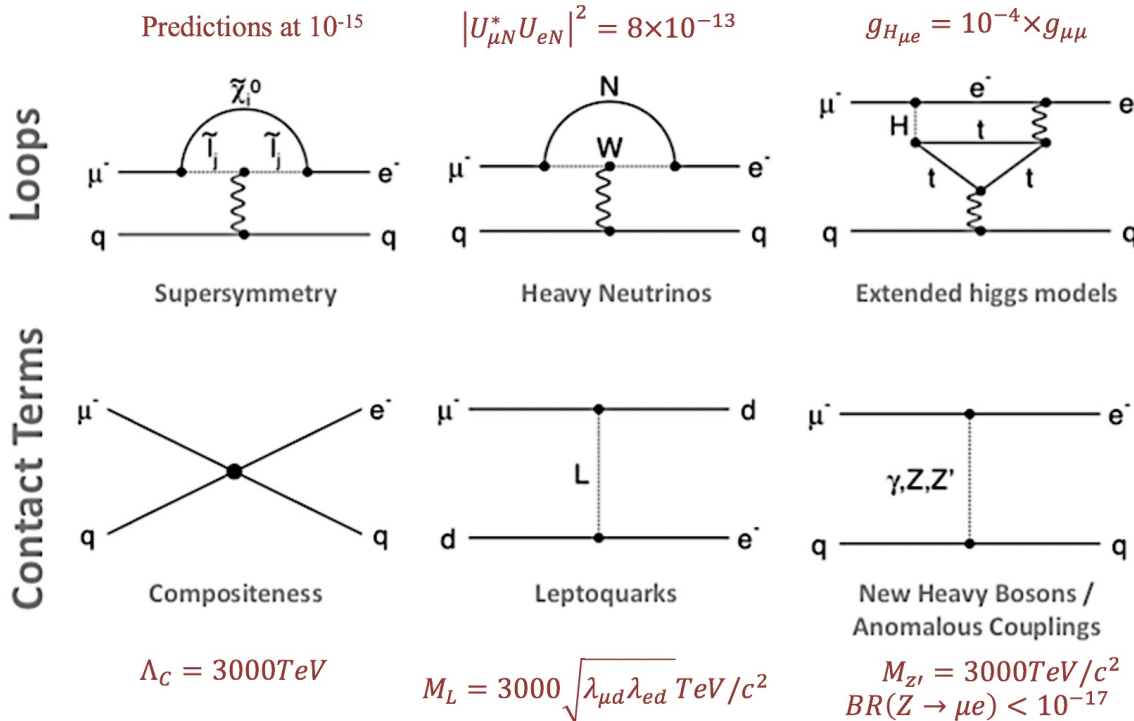 Predictions at 10⁻¹⁵
|U*μN UeN|² = 8×10⁻¹³
gHμe = 10⁻⁴×gμμ
Loops
χ̃i⁰
l̃j l̃j
μ⁻ e⁻
q q
Supersymmetry
N
W
μ⁻ e⁻
q q
Heavy Neutrinos
μ⁻ e⁻ e
H t
t t
q q
Extended higgs models
Contact Terms
μ⁻ e⁻
q q
Compositeness
μ⁻ d
L
d e⁻
Leptoquarks
μ⁻ e⁻
γ,Z,Z'
q q
New Heavy Bosons /
Anomalous Couplings
ΛC = 3000TeV
ML = 3000√(λμdλed) TeV/c²
Mz′ = 3000TeV/c²
BR(Z → μe) < 10⁻¹⁷